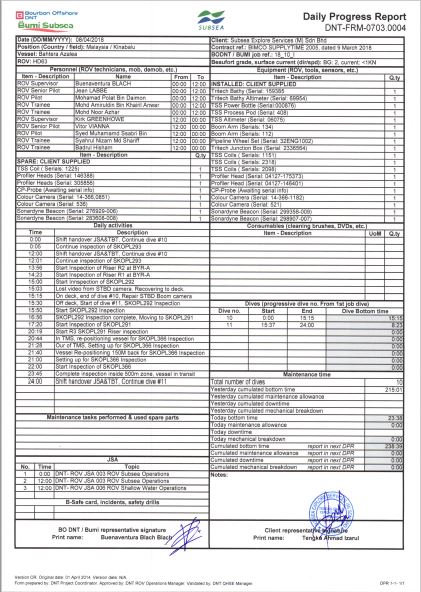 Bourbon Offshore
DNT
Bumi Subsea
SUBSEA
Daily Progress Report
DNT-FRM-0703.0004
Date (DD/MM/YYYY): 08/04/2018
Position (Country / field): Malaysia / Kinabalu
Vessel: Bahtera Azalea
ROV: HD63
Client: Subsea Explore Services (M) Sdn Bhd
Contract ref.: BIMCO SUPPLYTIME 2005, dated 9 March 2018
BODNT / BUMI job ref.: 18_10_I
Beaufort grade, surface current (dir/spd): BG: 2, current: <1KN
Personnel (ROV technicians, mob, demob, etc.)
Item - Description Name From To
ROV Supervisor Buenaventura BLACH 00:00 12:00
ROV Senior Pilot Jean LABBE 00:00 12:00
ROV Pilot Mohamad Polak Bin Daimon 00:00 12:00
ROV Trainee Mohd Amiruddin Bin Khairil Anwar 00:00 12:00
ROV Trainee Mohd Noor Azhar 00:00 12:00
ROV Supervisor Kirk GREENHOWE 12:00 00:00
ROV Senior Pilot Vitor VIANNA 12:00 00:00
ROV Pilot Syed Muhamamd Seabri Bin 12:00 00:00
ROV Trainee Syahrul Nizam Md Shariff 12:00 00:00
ROV Trainee Badrul Hisham 12:00 00:00
Item - Description Q.ty
SPARE: CLIENT SUPPLIED
TSS Coil ( Serial: 1225) 1
Profiler Heads (Serial: 146388) 1
Profiler Heads (Serial: 305856) 1
CP-Probe (Awaiting serial info) 1
Colour Camera (Serial: 14-366,0851) 1
Colour Camera (Serial: 536) 1
Sonardyne Beacon (Serial: 276929-006) 1
Sonardyne Beacon (Serial: 283606-008) 1
Equipment (ROV, tools, sensors, etc.)
Item - Description Q.ty
INSTALLED: CLIENT SUPPLIED
Tritech Bathy (Serial: 159385) 1
Tritech Bathy Altimeter (Serial: 69954) 1
TSS Power Bottle (Serial:000876) 1
TSS Process Pod (Serial: 408) 1
TSS Altimeter (Serial: 06075) 1
Boom Arm (Serial: 134) 1
Boom Arm (Serial: 112) 1
Pipeline Wheel Set (Serial: 32ENG1002) 1
Tritech Junction Box (Serial: 2336564) 1
TSS Coils ( Serial: 1151) 1
TSS Coils ( Serial: 2318) 1
TSS Coils ( Serial: 2098) 1
Profiler Head (Serial: 04127-175373) 1
Profiler Head (Serial: 04127-146401) 1
CP-Probe (Awaiting serial info) 1
Colour Camera (Serial: 14-366-1182) 1
Colour Camera (Serial: 521) 1
Sonardyne Beacon (Serial: 299358-009) 1
Sonardyne Beacon (Serial: 298907-007) 1
Daily activities
Time Description
0:00 Shift handover JSA&TBT. Continue dive #10
0:05 Continue inspection of SKOPL293
12:00 Shift handover JSA&TBT. Continue dive #10
12:01 Continue inspection of SKOPL293
13:56 Start Inspection of Riser R2 at BYR-A
14:23 Start Inspection of Riser R1 at BYR-A
15:00 Start Inspection of SKOPL292
15:03 Lost video from STBD camera, Recovering to deck.
15:15 On deck, end of dive #10, Repair STBD Boom camera
15:30 Off deck, Start of dive #11, SKOPL292 Inspection
15:50 Start SKOPL292 Inspection
16:56 SKOPL292 Inspection complete, Moving to SKOPL291
17:20 Start Inspection of SKOPL291
20:19 Start R3 SKOPL291 Riser inspection
20:44 In TMS, re-positioning vessel for SKOPL366 inspection
21:28 Out of TMS, Setting up for SKOPL366 Inspection
21:40 Vessel Re-positioning 150M back for SKOPL366 Inspection
21:00 Setting up for SKOPL366 Inspection
22:00 Start Inspection of SKOPL366
23:45 Complete inspection inside 500m zone, vessel in transit
24:00 Shift handover JSA&TBT. Continue dive #11
Maintenance tasks performed & used spare parts
JSA
No. Time Topic
1 0:00 DNT- ROV JSA 003 ROV Subsea Operations
2 12:00 DNT- ROV JSA 003 ROV Subsea Operations
3 12:00 DNT- ROV JSA 006 ROV Shallow Water Operations
B-Safe card, incidents, safety drills
Consumables (cleaning brushes, DVDs, etc.)
Item - Description UoM Q.ty
Dives (progressive dive no. From 1st job dive)
Dive no. Start End Dive Bottom time
10 0:00 15:15 15:15
11 15:37 24:00 8:23
0:00
0:00
0:00
0:00
0:00
0:00
Maintenance time
Total number of dives 10
Yesterday cumulated bottom time 215:01
Yesterday cumulated maintenance allowance
Yesterday cumulated downtime
Yesterday cumulated mechanical breakdown
Today bottom time 23:38
Today maintenance allowance 0:00
Today downtime 0:00
Today mechanical breakdown 0:00
Cumulated bottom time report in next DPR 238:39
Cumulated maintenance allowance report in next DPR 0:00
Cumulated downtime report in next DPR 0:00
Cumulated mechanical breakdown report in next DPR 0:00
Notes:
BO DNT / Bumi representative signature
Print name: Buenaventura Blach Blach
Client representative signature
Print name: Tengku Ahmad Izarul
Version CR. Original date: 01 April 2014. Version date: N/A.
Form prepared by: DNT Project Coordinator. Approved by: DNT ROV Operations Manager. Validated by: DNT QHSE Manager.
DPR 1-1- 1/1